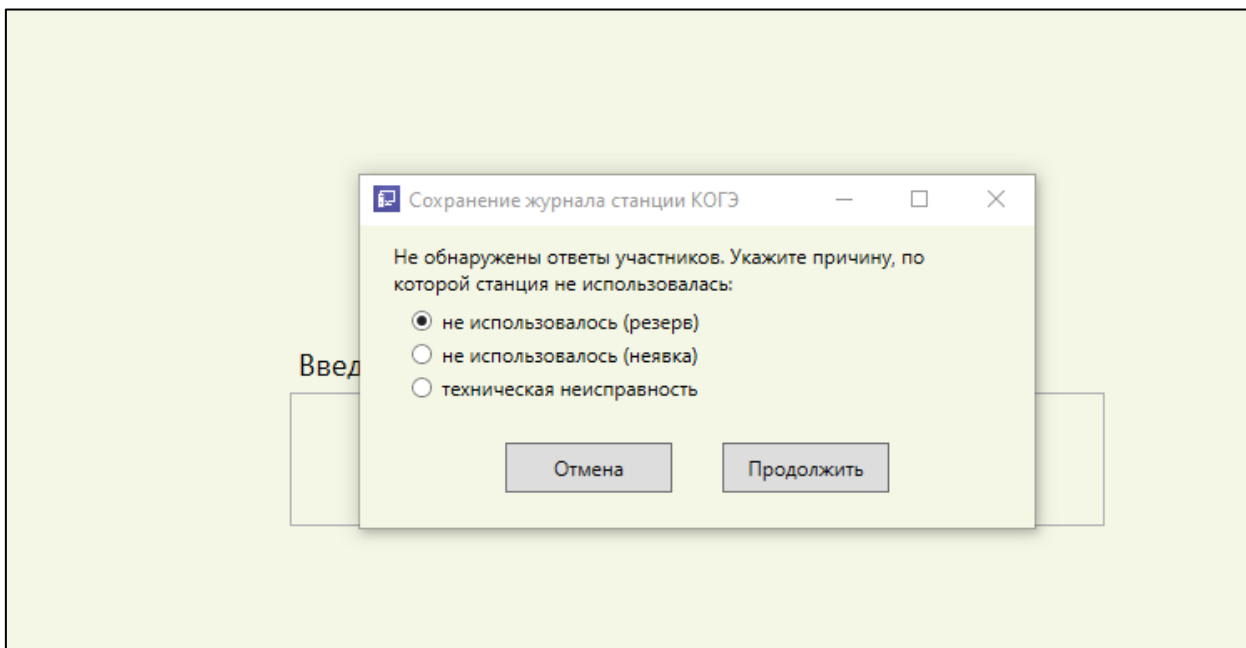 Сохранение журнала станции КОГЭ
Не обнаружены ответы участников. Укажите причину, по
которой станция не использовалась:
не использовалось (резерв)
не использовалось (неявка)
Введ
техническая неисправность
Отмена
Продолжить